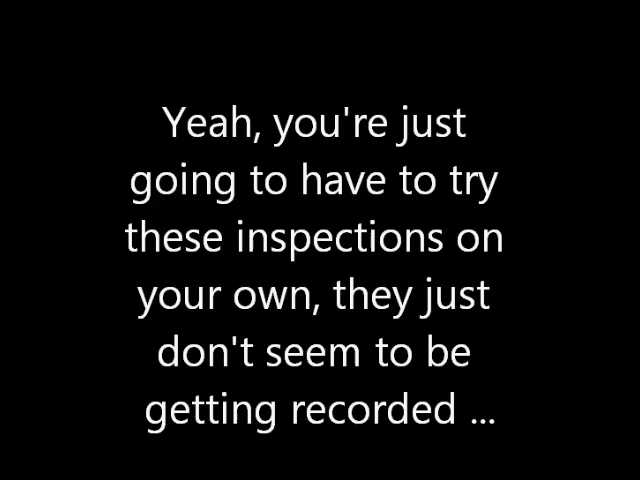 Yeah, you're just
going to have to try
these inspections on
your own, they just
don't seem to be
getting recorded ...